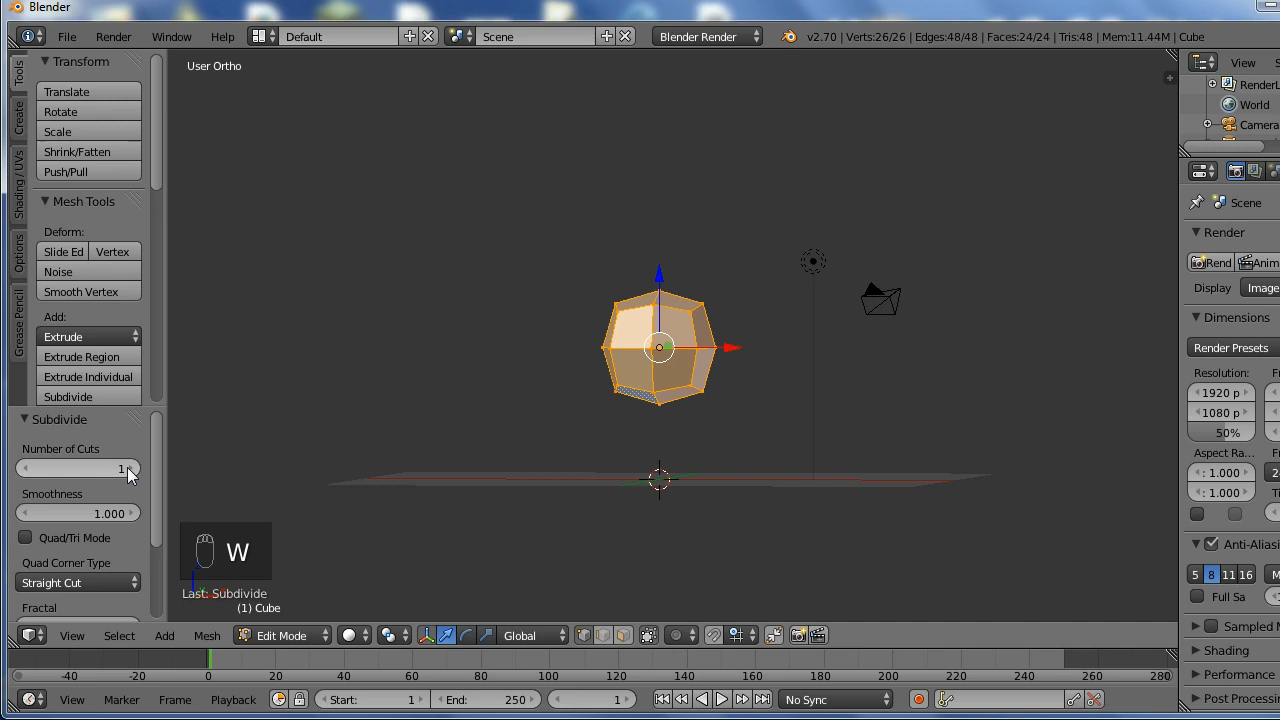 Blender
File Render Window Help Default Scene Blender Render v2.70 | Verts:26/26 | Edges:48/48 | Faces:24/24 | Tris:48 | Mem:11.44M | Cube
Tools
Create
Shading / UVs
Options
Grease Pencil
Transform
Translate
Rotate
Scale
Shrink/Fatten
Push/Pull
Mesh Tools
Deform:
Slide Ed Vertex
Noise
Smooth Vertex
Add:
Extrude
Extrude Region
Extrude Individual
Subdivide
Subdivide
Number of Cuts
1
Smoothness
1.000
Quad/Tri Mode
Quad Corner Type
Straight Cut
Fractal
User Ortho
W
Last: Subdivide
(1) Cube
View S
RenderL
World
Camera
Scene
Render
Rend Anim
Display Image
Dimensions
Render Presets
Resolution: Fr
1920 p
1080 p
50%
Aspect Ra... Fr
: 1.000 24
: 1.000 Ti
Anti-Aliasi
5 8 11 16 M
Full Sa
Sampled M
Shading
Performance
Post Processin
View Select Add Mesh Edit Mode Global
-40 -20 0 20 40 60 80 100 120 140 160 180 200 220 240 260 280
View Marker Frame Playback Start: 1 End: 250 1 No Sync